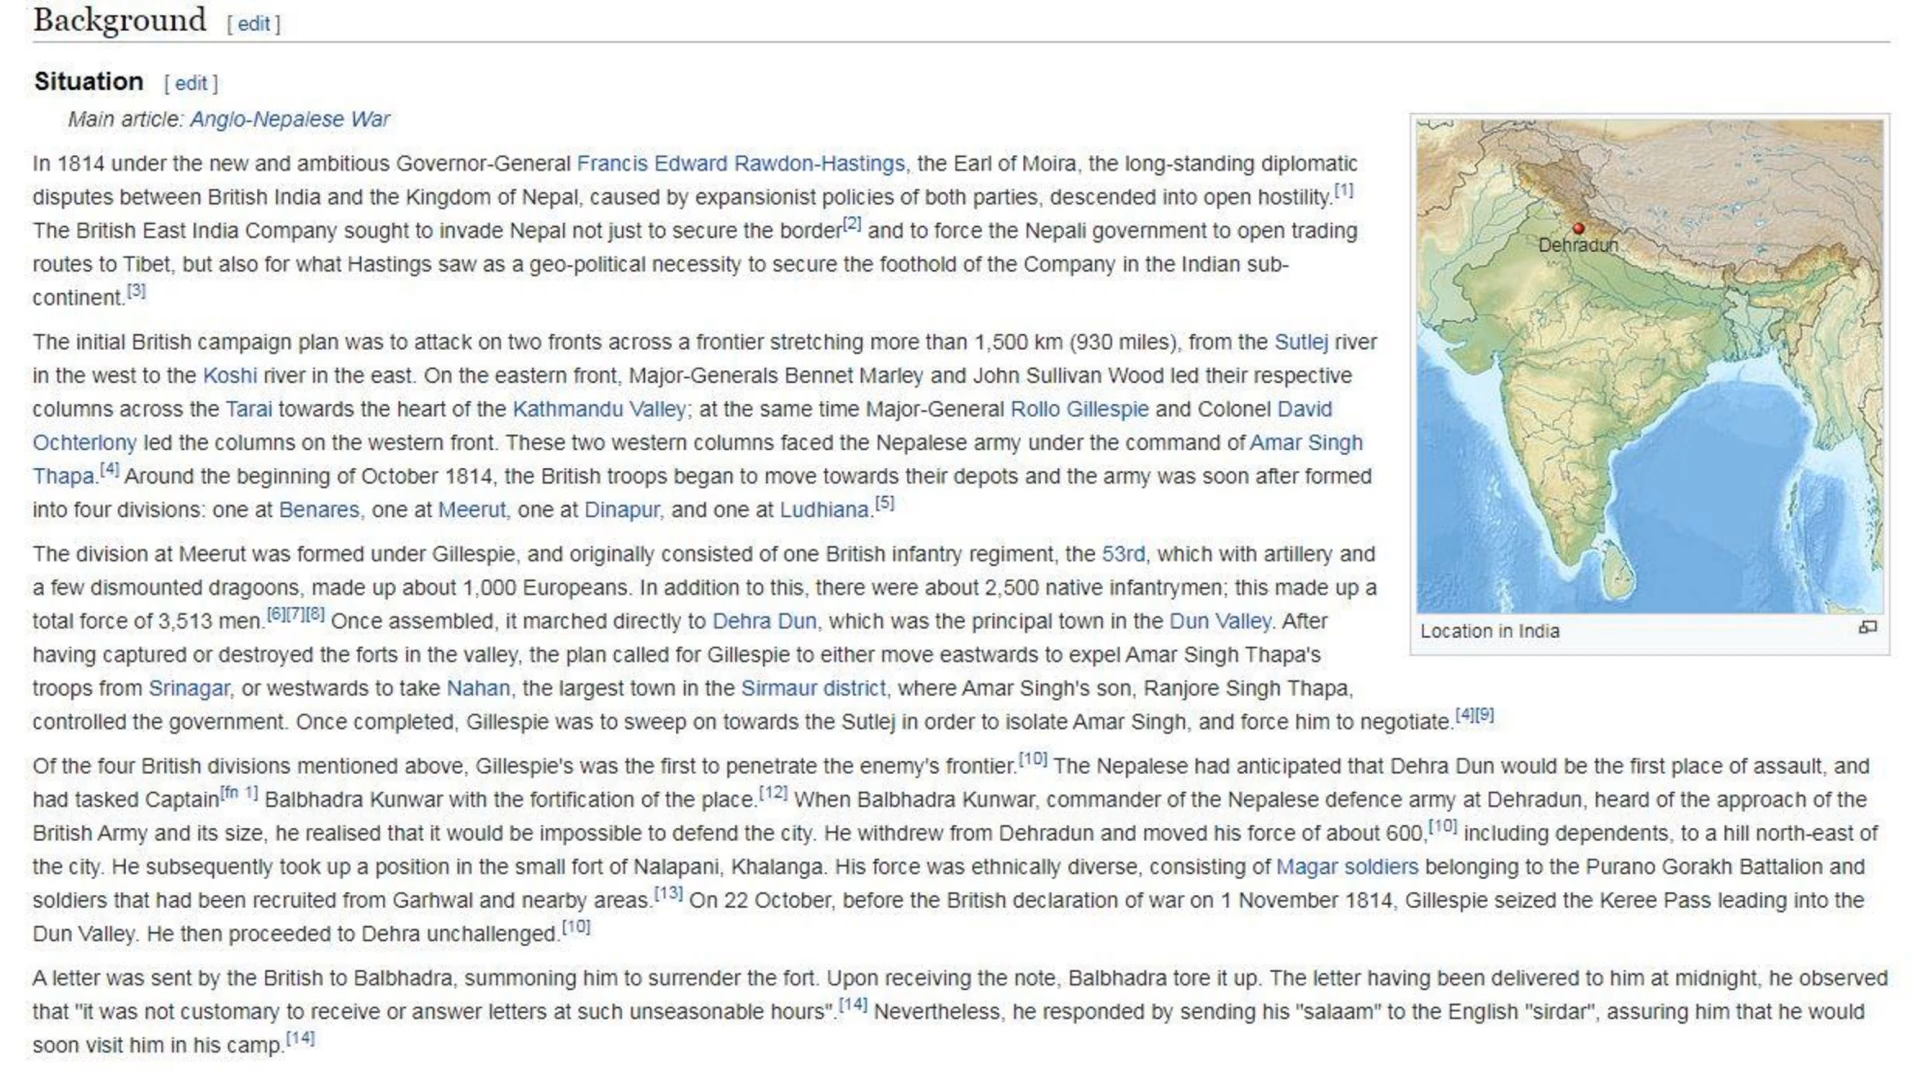 Background [ edit ]
Situation [ edit ]
Main article: Anglo-Nepalese War
In 1814 under the new and ambitious Governor-General Francis Edward Rawdon-Hastings, the Earl of Moira, the long-standing diplomatic
disputes between British India and the Kingdom of Nepal, caused by expansionist policies of both parties, descended into open hostility.[1]
The British East India Company sought to invade Nepal not just to secure the border[2] and to force the Nepali government to open trading
routes to Tibet, but also for what Hastings saw as a geo-political necessity to secure the foothold of the Company in the Indian sub-
continent.[3]
The initial British campaign plan was to attack on two fronts across a frontier stretching more than 1,500 km (930 miles), from the Sutlej river
in the west to the Koshi river in the east. On the eastern front, Major-Generals Bennet Marley and John Sullivan Wood led their respective
columns across the Tarai towards the heart of the Kathmandu Valley; at the same time Major-General Rollo Gillespie and Colonel David
Ochterlony led the columns on the western front. These two western columns faced the Nepalese army under the command of Amar Singh
Thapa.[4] Around the beginning of October 1814, the British troops began to move towards their depots and the army was soon after formed
into four divisions: one at Benares, one at Meerut, one at Dinapur, and one at Ludhiana.[5]
The division at Meerut was formed under Gillespie, and originally consisted of one British infantry regiment, the 53rd, which with artillery and
a few dismounted dragoons, made up about 1,000 Europeans. In addition to this, there were about 2,500 native infantrymen; this made up a
total force of 3,513 men.[6][7][8] Once assembled, it marched directly to Dehra Dun, which was the principal town in the Dun Valley. After
having captured or destroyed the forts in the valley, the plan called for Gillespie to either move eastwards to expel Amar Singh Thapa's
troops from Srinagar, or westwards to take Nahan, the largest town in the Sirmaur district, where Amar Singh's son, Ranjore Singh Thapa,
controlled the government. Once completed, Gillespie was to sweep on towards the Sutlej in order to isolate Amar Singh, and force him to negotiate.[4][9]
Of the four British divisions mentioned above, Gillespie's was the first to penetrate the enemy's frontier.[10] The Nepalese had anticipated that Dehra Dun would be the first place of assault, and
had tasked Captain[fn 1] Balbhadra Kunwar with the fortification of the place.[12] When Balbhadra Kunwar, commander of the Nepalese defence army at Dehradun, heard of the approach of the
British Army and its size, he realised that it would be impossible to defend the city. He withdrew from Dehradun and moved his force of about 600,[10] including dependents, to a hill north-east of
the city. He subsequently took up a position in the small fort of Nalapani, Khalanga. His force was ethnically diverse, consisting of Magar soldiers belonging to the Purano Gorakh Battalion and
soldiers that had been recruited from Garhwal and nearby areas.[13] On 22 October, before the British declaration of war on 1 November 1814, Gillespie seized the Keree Pass leading into the
Dun Valley. He then proceeded to Dehra unchallenged.[10]
A letter was sent by the British to Balbhadra, summoning him to surrender the fort. Upon receiving the note, Balbhadra tore it up. The letter having been delivered to him at midnight, he observed
that "it was not customary to receive or answer letters at such unseasonable hours".[14] Nevertheless, he responded by sending his "salaam" to the English "sirdar", assuring him that he would
soon visit him in his camp.[14]
Dehradun
Location in India